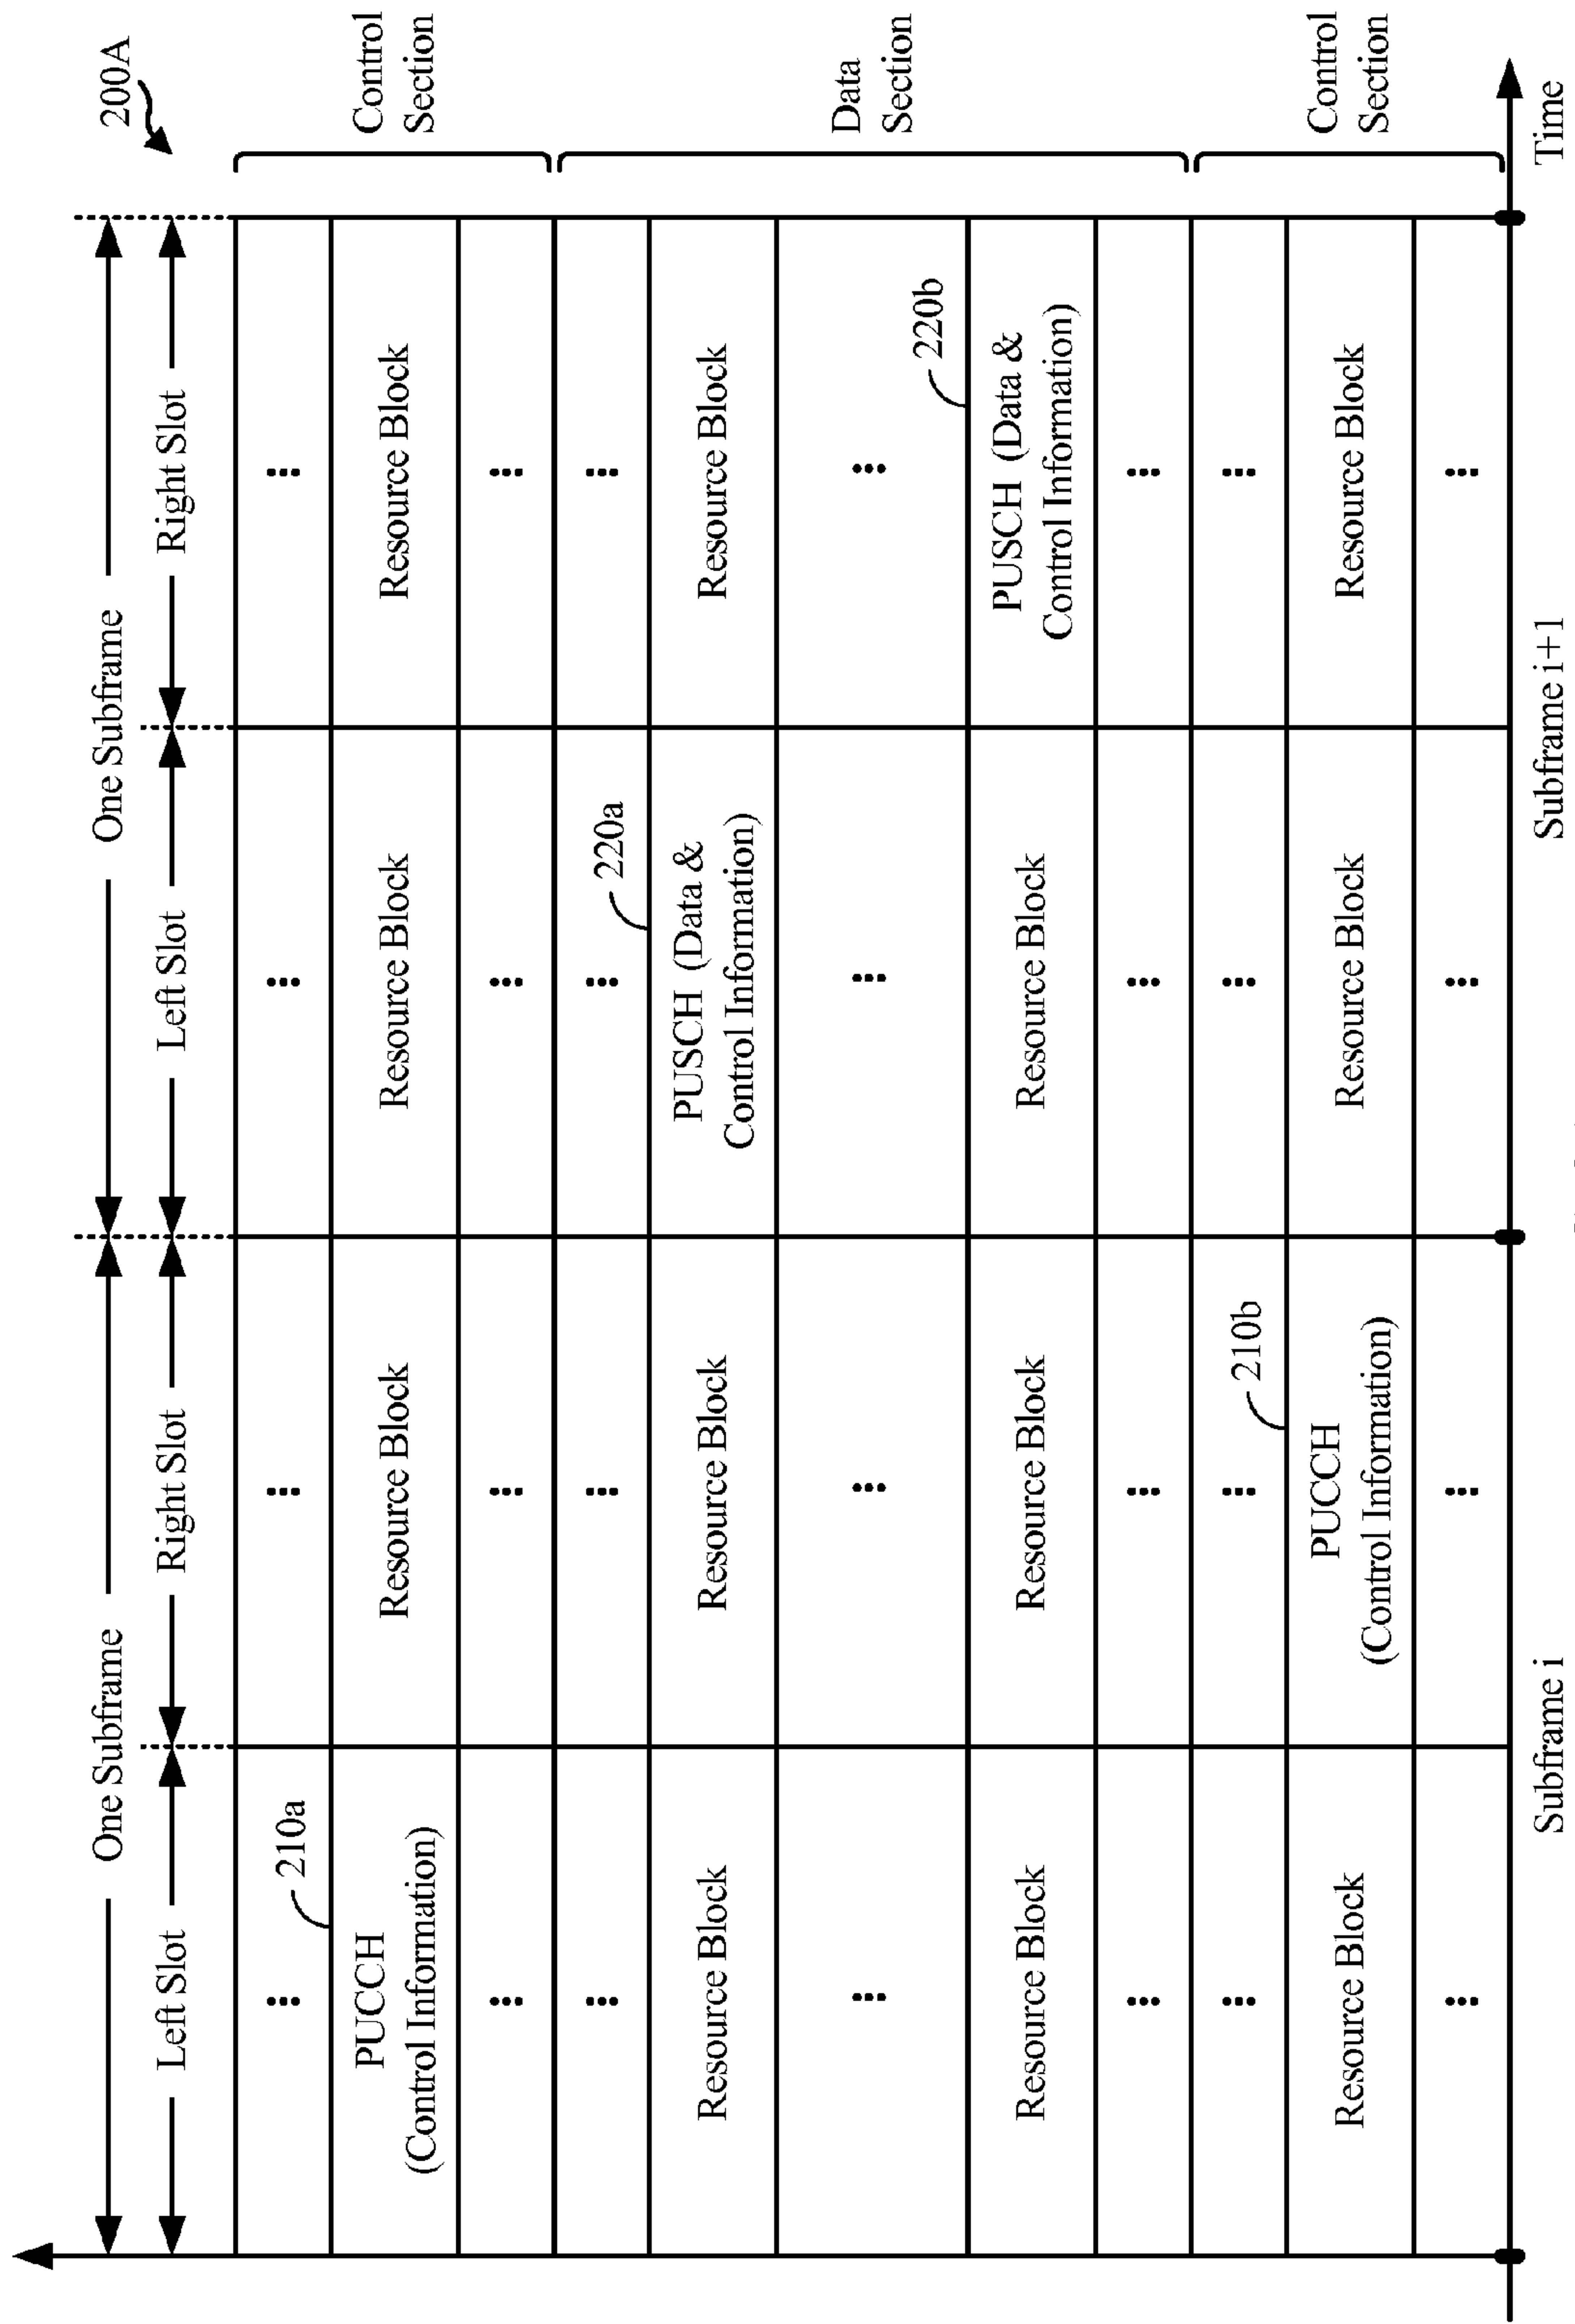 200A
One Subframe
One Subframe
Left Slot
Right Slot
Left Slot
Right Slot
210a
PUCCH
(Control Information)
Resource Block
Resource Block
Resource Block
Control
Section
220a
Resource Block
Resource Block
PUSCH (Data &
Control Information)
Resource Block
Data
Section
220b
Resource Block
Resource Block
Resource Block
PUSCH (Data &
Control Information)
210b
Resource Block
PUCCH
(Control Information)
Resource Block
Resource Block
Control
Section
Subframe i
Subframe i+1
Time